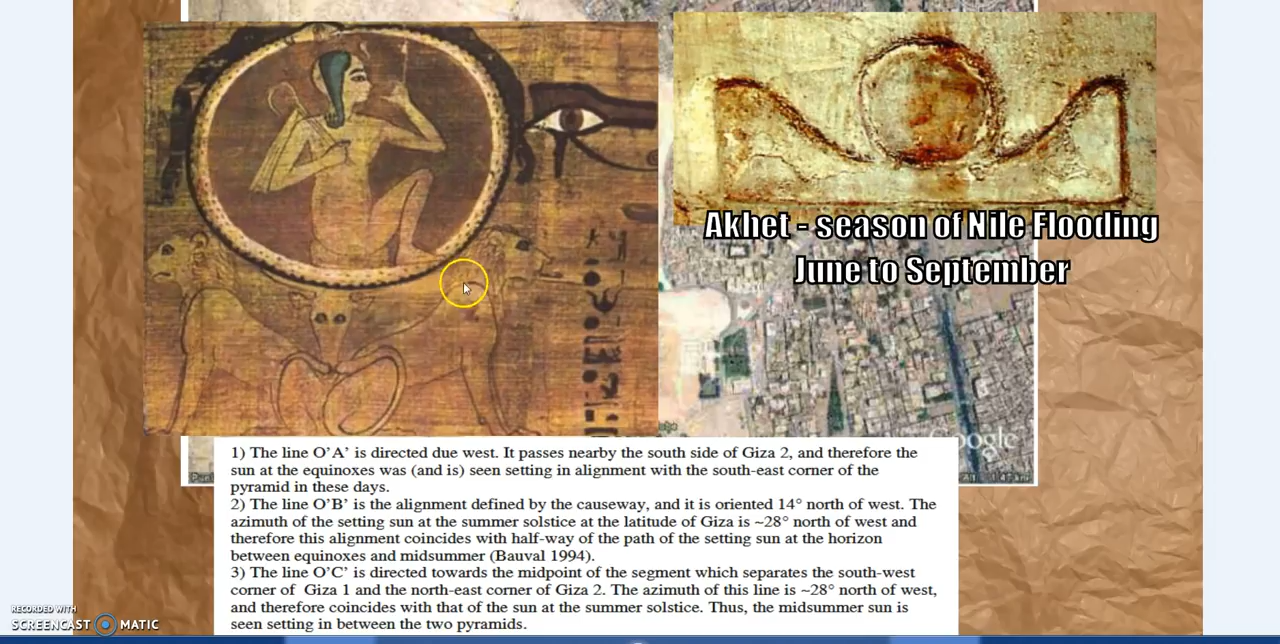 Akhet - season of Nile Flooding
June to September
Google
1) The line O’A’ is directed due west. It passes nearby the south side of Giza 2, and therefore the
sun at the equinoxes was (and is) seen setting in alignment with the south-east corner of the
pyramid in these days.
2) The line O’B’ is the alignment defined by the causeway, and it is oriented 14° north of west. The
azimuth of the setting sun at the summer solstice at the latitude of Giza is ~28° north of west and
therefore this alignment coincides with half-way of the path of the setting sun at the horizon
between equinoxes and midsummer (Bauval 1994).
3) The line O’C’ is directed towards the midpoint of the segment which separates the south-west
corner of Giza 1 and the north-east corner of Giza 2. The azimuth of this line is ~28° north of west,
and therefore coincides with that of the sun at the summer solstice. Thus, the midsummer sun is
seen setting in between the two pyramids.
RECORDED WITH
SCREENCAST MATIC